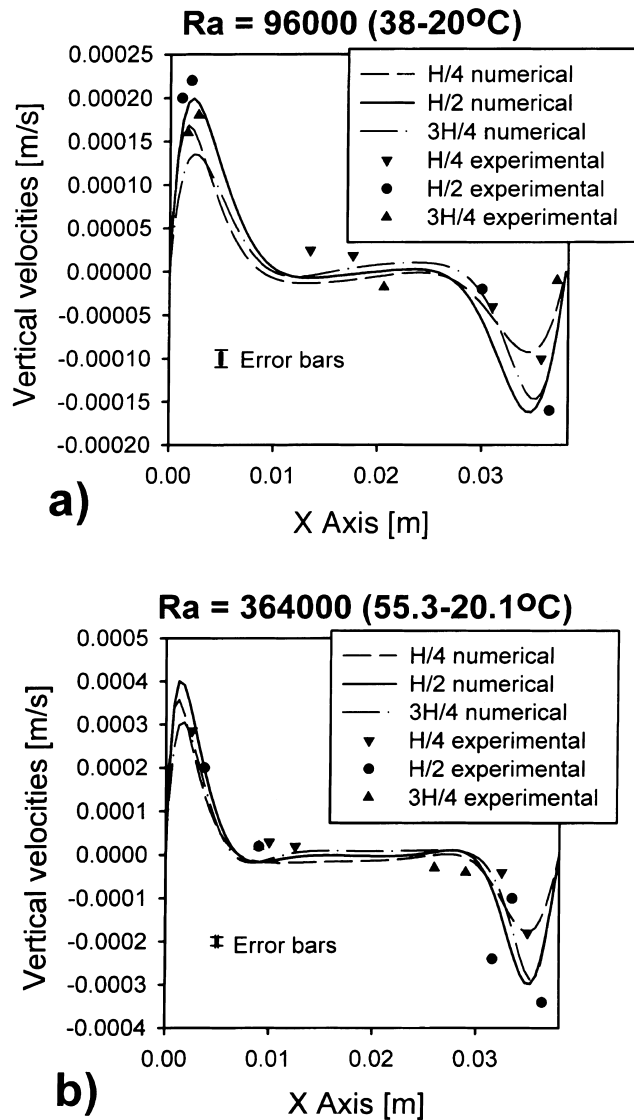 Ra = 96000 (38-20°C)
Vertical velocities [m/s]
0.00025
0.00020
0.00015
0.00010
0.00005
0.00000
-0.00005
-0.00010
-0.00015
-0.00020
H/4 numerical
H/2 numerical
3H/4 numerical
H/4 experimental
H/2 experimental
3H/4 experimental
Error bars
0.00 0.01 0.02 0.03
a)
X Axis [m]
Ra = 364000 (55.3-20.1°C)
Vertical velocities [m/s]
0.0005
0.0004
0.0003
0.0002
0.0001
0.0000
-0.0001
-0.0002
-0.0003
-0.0004
H/4 numerical
H/2 numerical
3H/4 numerical
H/4 experimental
H/2 experimental
3H/4 experimental
Error bars
0.00 0.01 0.02 0.03
b)
X Axis [m]